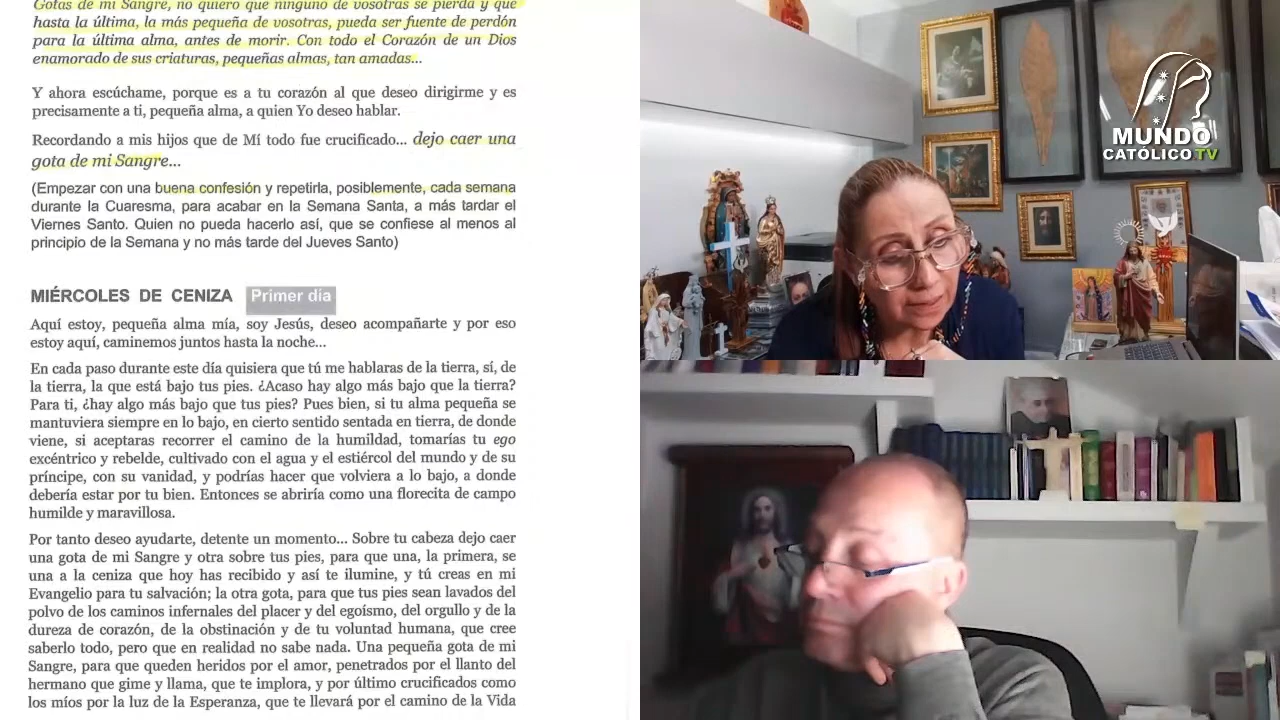 Gotas de mi Sangre, no quiero que ninguno de vosotras se pierda y que
hasta la última, la más pequeña de vosotras, pueda ser fuente de perdón
para la última alma, antes de morir. Con todo el Corazón de un Dios
enamorado de sus criaturas, pequeñas almas, tan amadas...
Y ahora escúchame, porque es a tu corazón al que deseo dirigirme y es
precisamente a ti, pequeña alma, a quien Yo deseo hablar.
Recordando a mis hijos que de Mí todo fue crucificado... dejo caer una
gota de mi Sangre...
(Empezar con una buena confesión y repetirla, posiblemente, cada semana
durante la Cuaresma, para acabar en la Semana Santa, a más tardar el
Viernes Santo. Quien no pueda hacerlo así, que se confiese al menos al
principio de la Semana y no más tarde del Jueves Santo)
MIÉRCOLES DE CENIZA Primer día
Aquí estoy, pequeña alma mía, soy Jesús, deseo acompañarte y por eso
estoy aquí, caminemos juntos hasta la noche...
En cada paso durante este día quisiera que tú me hablaras de la tierra, sí, de
la tierra, la que está bajo tus pies. ¿Acaso hay algo más bajo que la tierra?
Para ti, ¿hay algo más bajo que tus pies? Pues bien, si tu alma pequeña se
mantuviera siempre en lo bajo, en cierto sentido sentada en tierra, de donde
viene, si aceptaras recorrer el camino de la humildad, tomarías tu ego
excéntrico y rebelde, cultivado con el agua y el estiércol del mundo y de su
príncipe, con su vanidad, y podrías hacer que volviera a lo bajo, a donde
debería estar por tu bien. Entonces se abriría como una florecita de campo
humilde y maravillosa.
Por tanto deseo ayudarte, detente un momento... Sobre tu cabeza dejo caer
una gota de mi Sangre y otra sobre tus pies, para que una, la primera, se
una a la ceniza que hoy has recibido y así te ilumine, y tú creas en mi
Evangelio para tu salvación; la otra gota, para que tus pies sean lavados del
polvo de los caminos infernales del placer y del egoísmo, del orgullo y de la
dureza de corazón, de la obstinación y de tu voluntad humana, que cree
saberlo todo, pero que en realidad no sabe nada. Una pequeña gota de mi
Sangre, para que queden heridos por el amor, penetrados por el llanto del
hermano que gime y llama, que te implora, y por último crucificados como
los míos por la luz de la Esperanza, que te llevará por el camino de la Vida
MUNDO
CATÓLICO TV